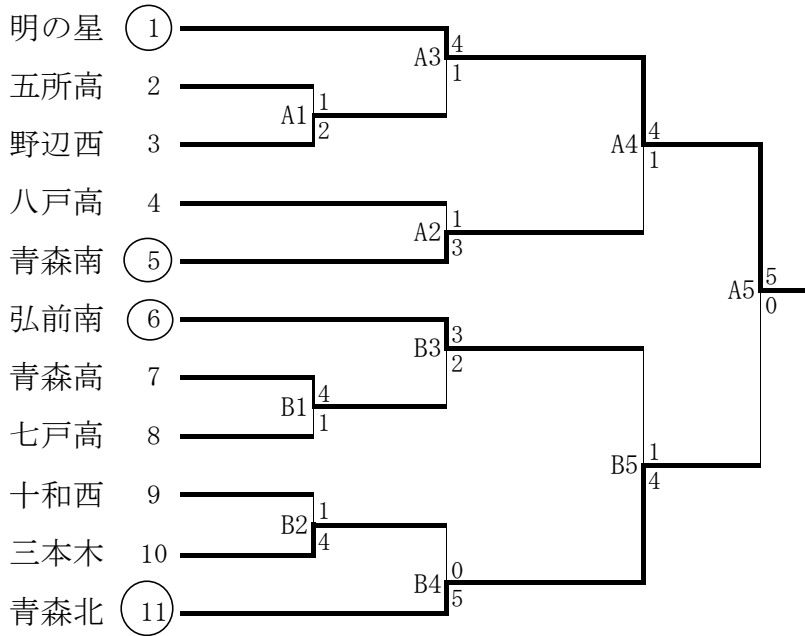 明の星 1
五所高 2
野辺西 3
八戸高 4
青森南 5
弘前南 6
青森高 7
七戸高 8
十和西 9
三本木 10
青森北 11
A1 1 2
A2 1 3
A3 4 1
A4 4 1
A5 5 0
B1 4 1
B2 1 4
B3 3 2
B4 0 5
B5 1 4